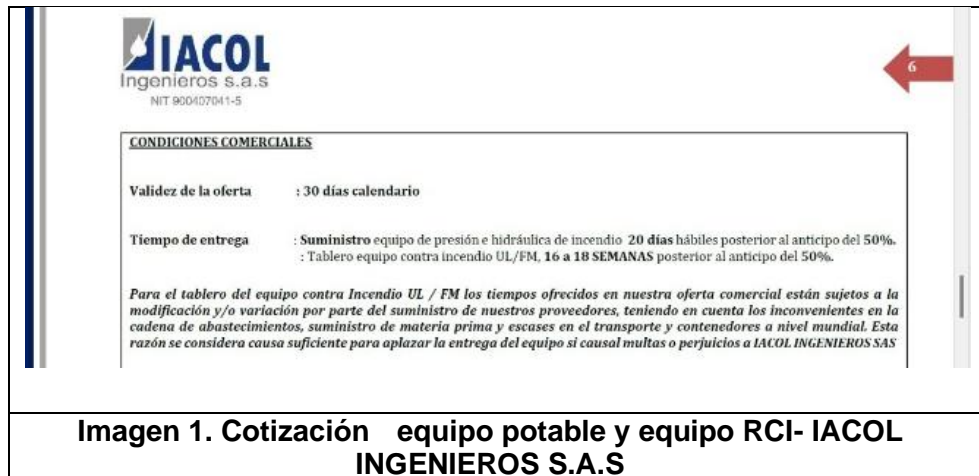 IACOL
Ingenieros s.a.s
NIT 900407041-5
6
CONDICIONES COMERCIALES
Validez de la oferta : 30 días calendario
Tiempo de entrega : Suministro equipo de presión e hidráulica de incendio 20 días hábiles posterior al anticipo del 50%.
: Tablero equipo contra incendio UL/FM, 16 a 18 SEMANAS posterior al anticipo del 50%.
Para el tablero del equipo contra Incendio UL / FM los tiempos ofrecidos en nuestra oferta comercial están sujetos a la
modificación y/o variación por parte del suministro de nuestros proveedores, teniendo en cuenta los inconvenientes en la
cadena de abastecimientos, suministro de materia prima y escases en el transporte y contenedores a nivel mundial. Esta
razón se considera causa suficiente para aplazar la entrega del equipo si causal multas o perjuicios a IACOL INGENIEROS SAS
Imagen 1. Cotización equipo potable y equipo RCI- IACOL
INGENIEROS S.A.S